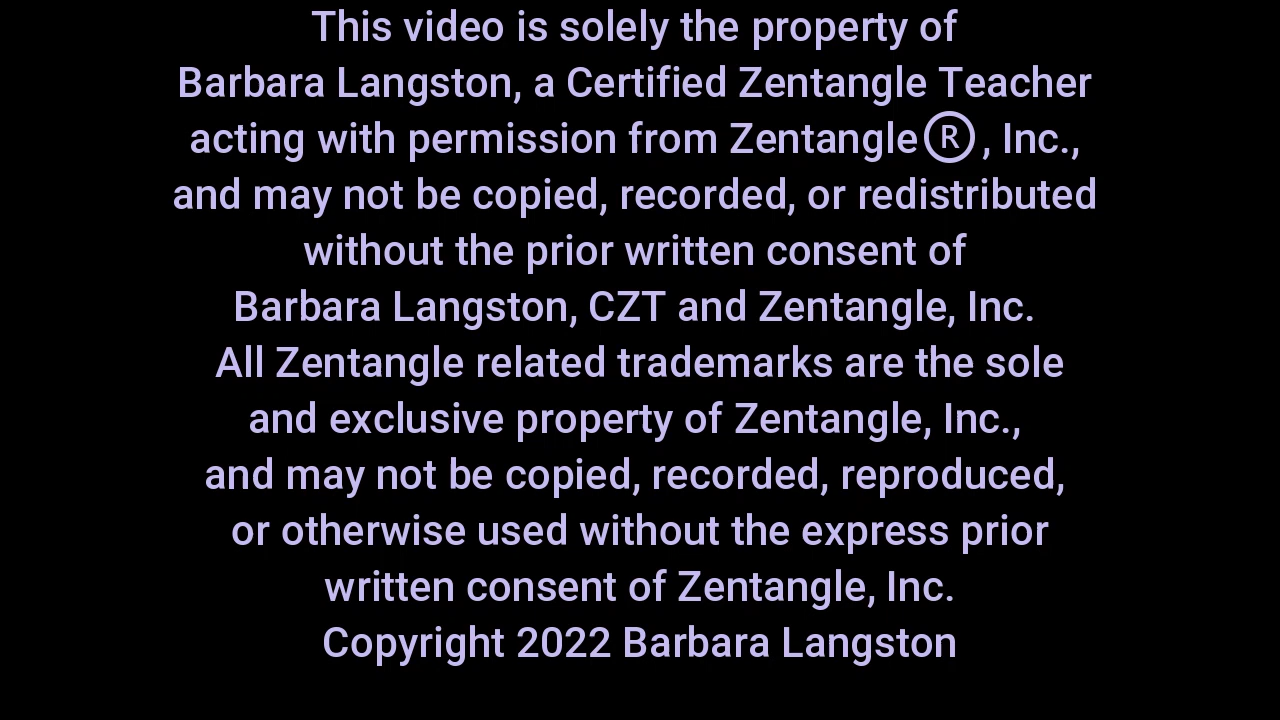 This video is solely the property of
Barbara Langston, a Certified Zentangle Teacher
acting with permission from Zentangle®, Inc.,
and may not be copied, recorded, or redistributed
without the prior written consent of
Barbara Langston, CZT and Zentangle, Inc.
All Zentangle related trademarks are the sole
and exclusive property of Zentangle, Inc.,
and may not be copied, recorded, reproduced,
or otherwise used without the express prior
written consent of Zentangle, Inc.
Copyright 2022 Barbara Langston